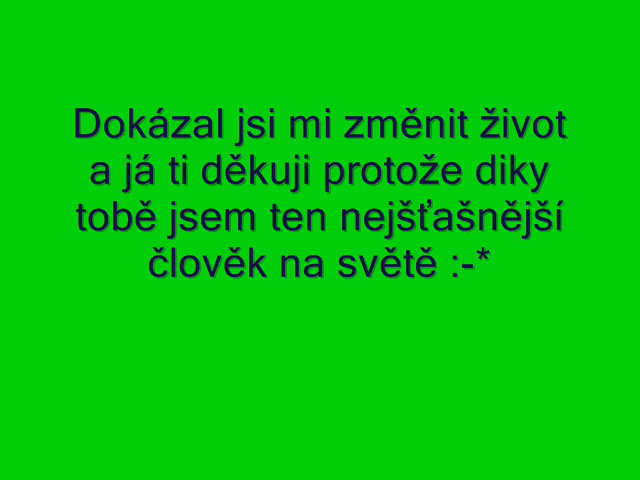 Dokázal jsi mi změnit život
a já ti děkuji protože diky
tobě jsem ten nejšťašnější
člověk na světě :-*